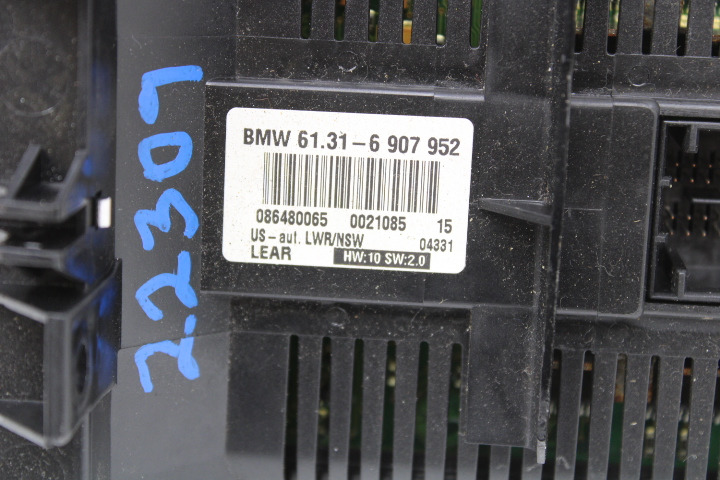 BMW 61.31-6 907 952
086480065 0021085 15
US-aut. LWR/NSW 04331
LEAR HW:10 SW:2.0
22307